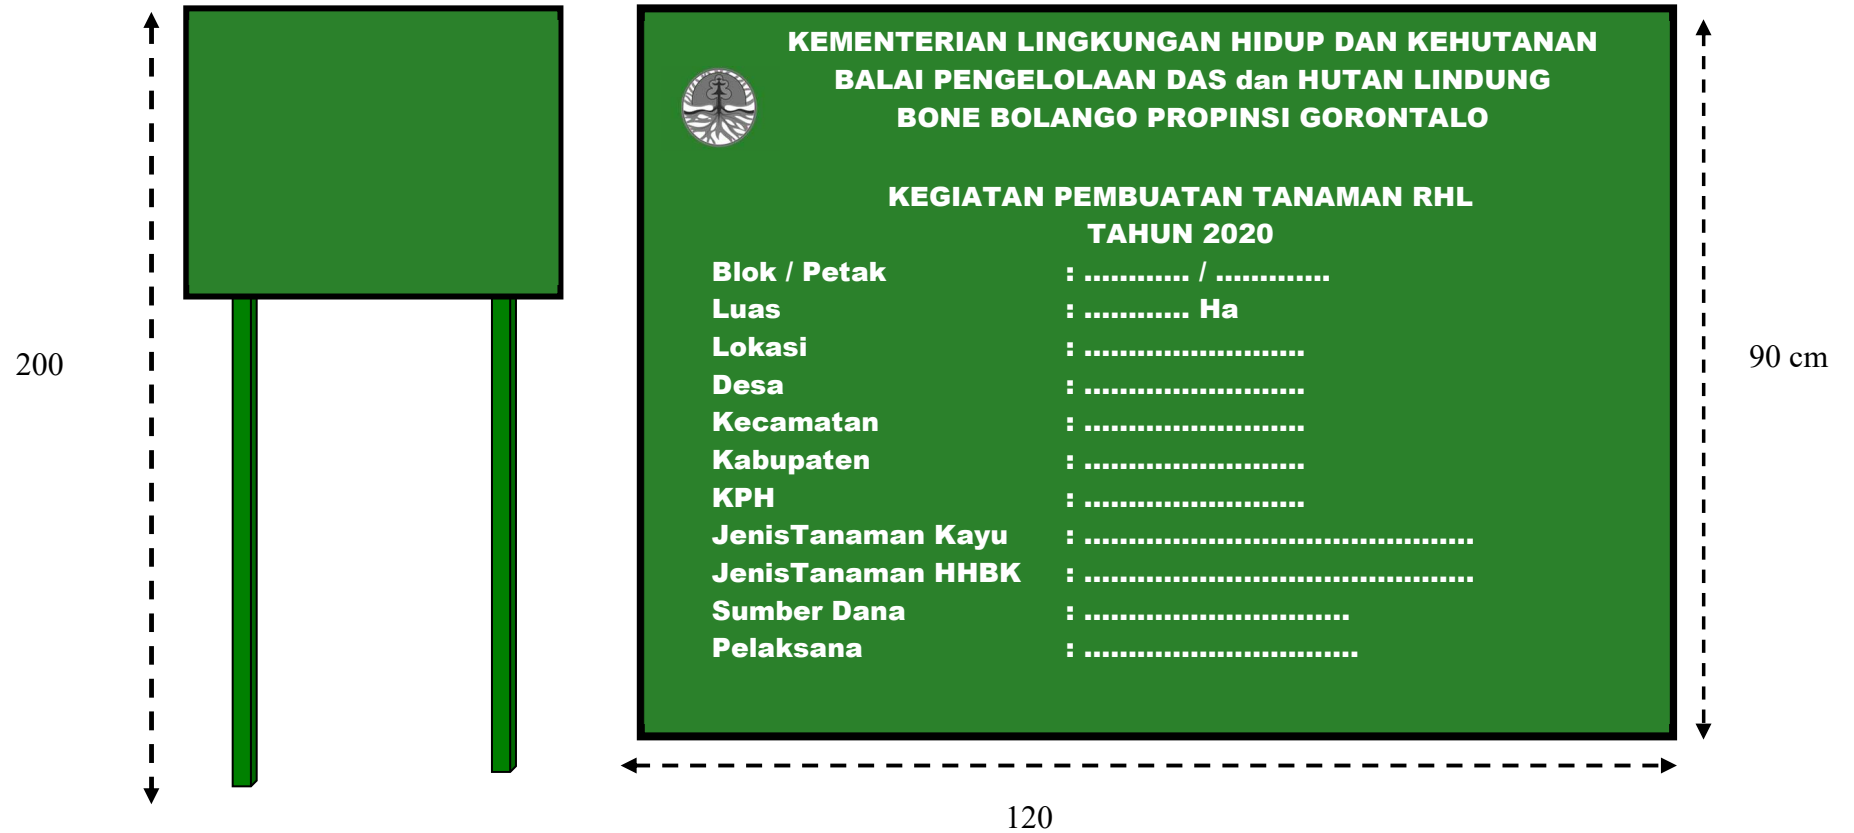 KEMENTERIAN LINGKUNGAN HIDUP DAN KEHUTANAN
BALAI PENGELOLAAN DAS dan HUTAN LINDUNG
BONE BOLANGO PROPINSI GORONTALO
KEGIATAN PEMBUATAN TANAMAN RHL
TAHUN 2020
Blok / Petak : ............ / .............
Luas : ............ Ha
Lokasi : .........................
Desa : .........................
Kecamatan : .........................
Kabupaten : .........................
KPH : .........................
JenisTanaman Kayu : ............................................
JenisTanaman HHBK : ............................................
Sumber Dana : ..............................
Pelaksana : ...............................
200
90 cm
120